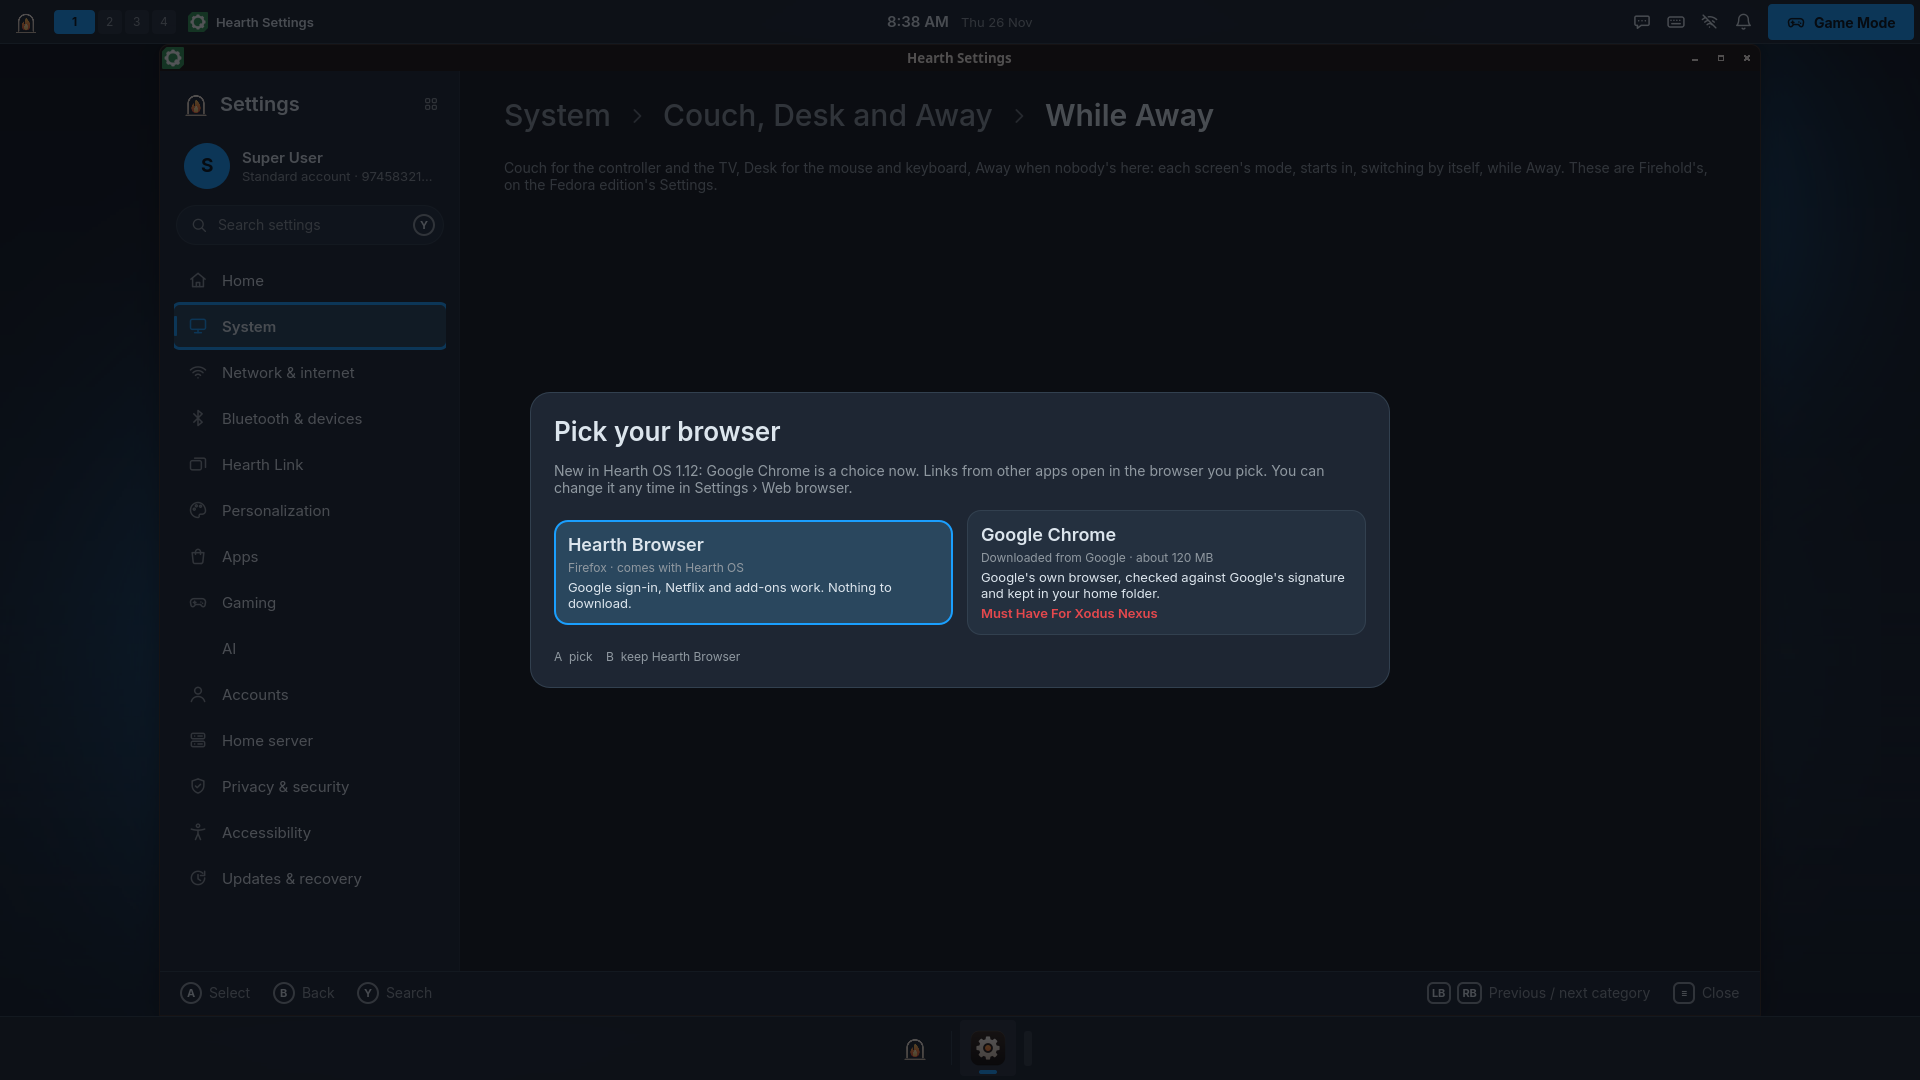 1 2 3 4 Hearth Settings
8:38 AM Thu 26 Nov
Game Mode
Hearth Settings
Settings
S
Super User
Standard account · 97458321...
Search settings Y
Home
System
Network & internet
Bluetooth & devices
Hearth Link
Personalization
Apps
Gaming
AI
Accounts
Home server
Privacy & security
Accessibility
Updates & recovery
System > Couch, Desk and Away > While Away
Couch for the controller and the TV, Desk for the mouse and keyboard, Away when nobody's here: each screen's mode, starts in, switching by itself, while Away. These are Firehold's,
on the Fedora edition's Settings.
Pick your browser
New in Hearth OS 1.12: Google Chrome is a choice now. Links from other apps open in the browser you pick. You can
change it any time in Settings › Web browser.
Hearth Browser
Firefox · comes with Hearth OS
Google sign-in, Netflix and add-ons work. Nothing to
download.
Google Chrome
Downloaded from Google · about 120 MB
Google's own browser, checked against Google's signature
and kept in your home folder.
Must Have For Xodus Nexus
A pick B keep Hearth Browser
A Select B Back Y Search
LB RB Previous / next category ≡ Close